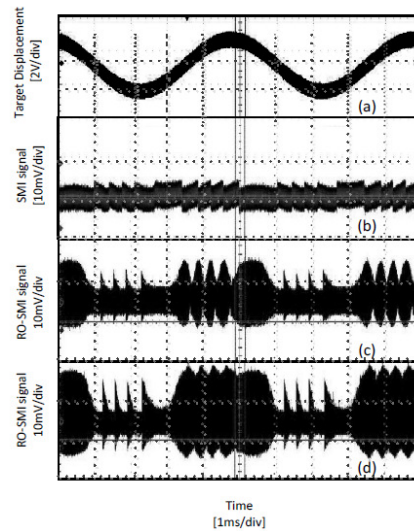 Target Displacement
[2V/div]
(a)
SMI signal
[10mV/div]
(b)
RO-SMI signal
10mV/div
(c)
RO-SMI signal
10mV/div
(d)
Time
[1ms/div]